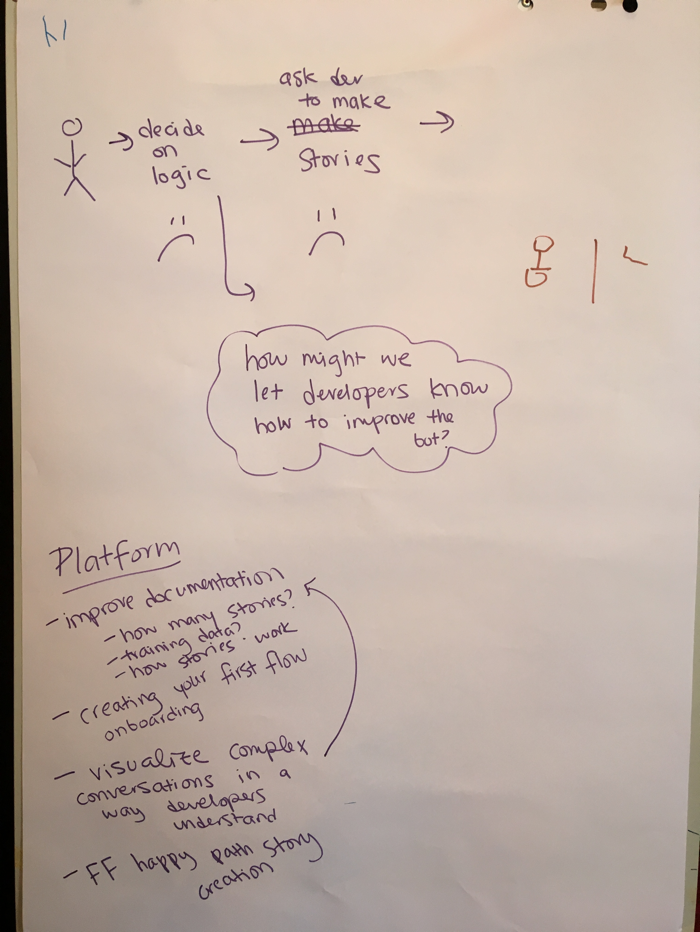 decide
on
logic
ask dev
to make
make
stories
how might we
let developers know
how to improve the
bot?
Platform
- improve documentation
- how many stories?
- training data?
- how stories work
- creating your first flow
onboarding
- visualize complex
conversations in a
way developers
understand
- FF happy path story
creation